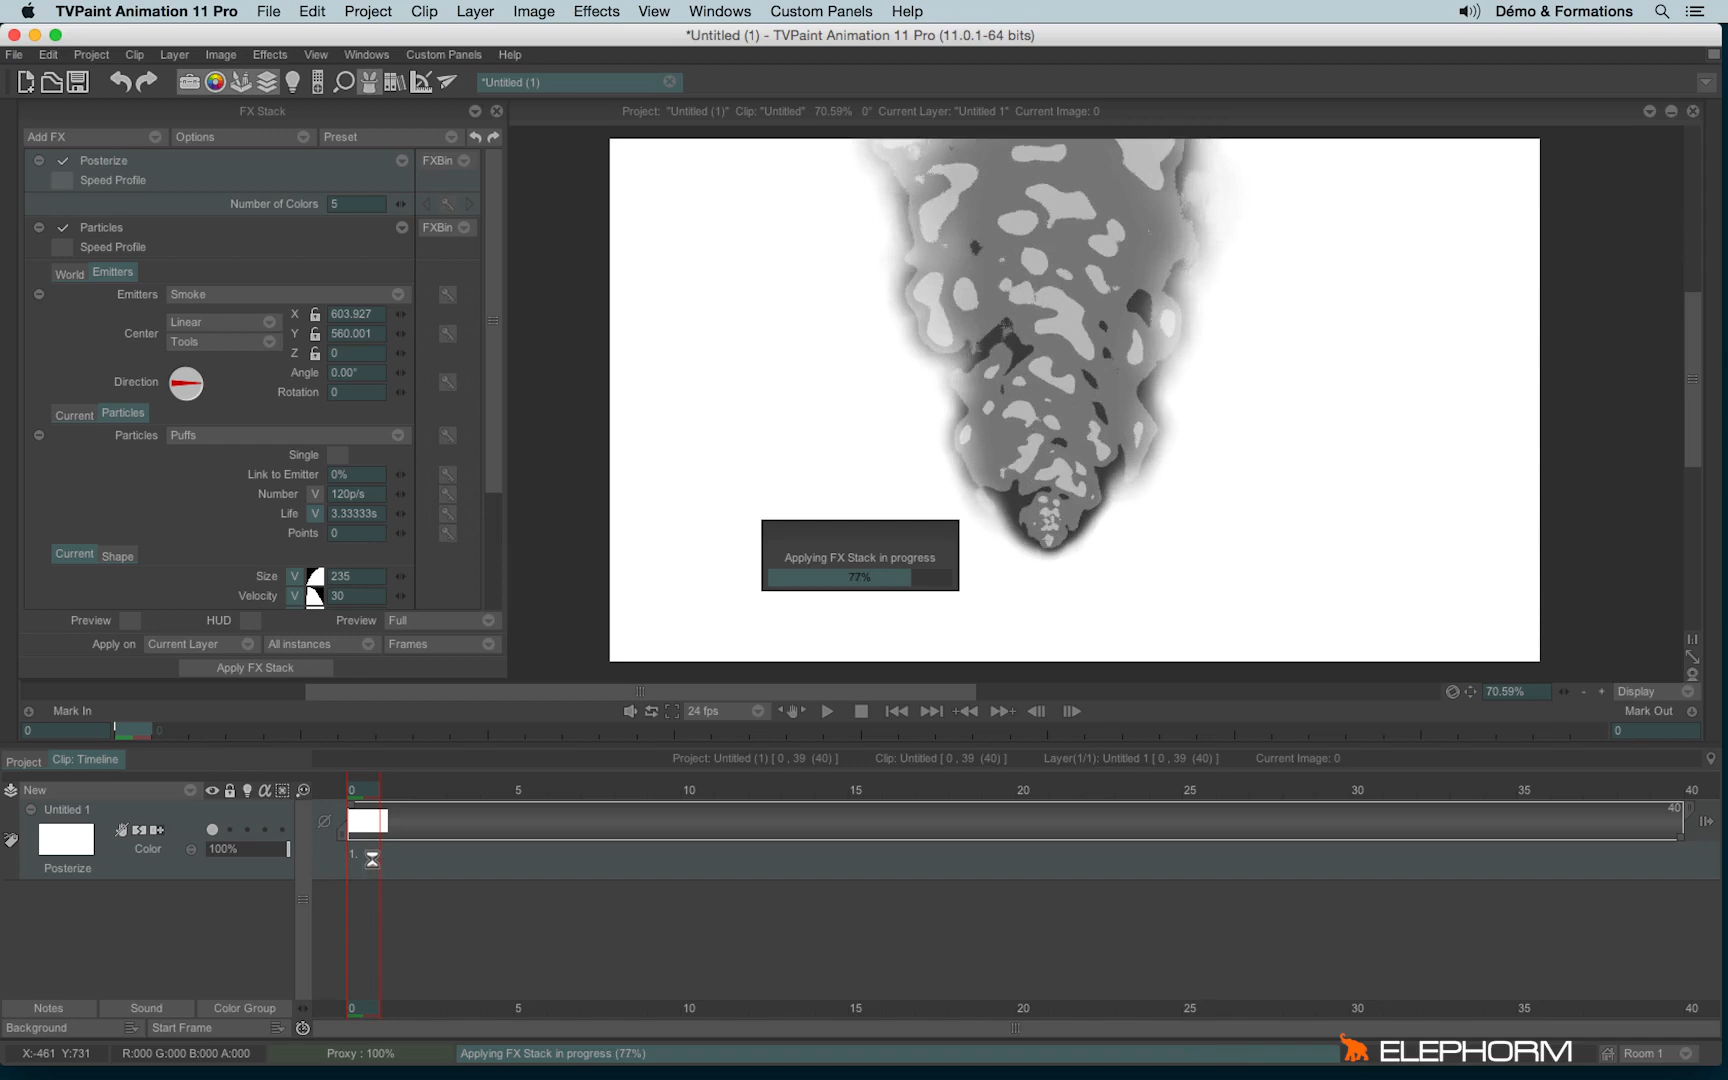 TVPaint Animation 11 Pro File Edit Project Clip Layer Image Effects View Windows Custom Panels Help Démo & Formations
*Untitled (1) - TVPaint Animation 11 Pro (11.0.1-64 bits)
File Edit Project Clip Layer Image Effects View Windows Custom Panels Help
*Untitled (1)
FX Stack
Project: "Untitled (1)" Clip: "Untitled" 70.59% 0° Current Layer: "Untitled 1" Current Image: 0
Add FX Options Preset
Posterize FXBin
Speed Profile
Number of Colors 5
Particles FXBin
Speed Profile
World Emitters
Emitters Smoke
Center Linear X 603.927
Tools Y 560.001
Z 0
Direction Angle 0.00°
Rotation 0
Current Particles
Particles Puffs
Single
Link to Emitter 0%
Number V 120p/s
Life V 3.33333s
Points 0
Current Shape
Size V 235
Velocity V 30
Applying FX Stack in progress
77%
Preview HUD Preview Full
Apply on Current Layer All instances Frames
Apply FX Stack
70.59% - + Display
Mark In 24 fps Mark Out
0 0 0
Project Clip: Timeline Project: Untitled (1) [ 0 , 39 (40) ] Clip: Untitled [ 0 , 39 (40) ] Layer(1/1): Untitled 1 [ 0 , 39 (40) ] Current Image: 0
New 0 5 10 15 20 25 30 35 40
Untitled 1 40
Color 100%
1.
Posterize
Notes Sound Color Group 0 5 10 15 20 25 30 35 40
Background Start Frame
X:-461 Y:731 R:000 G:000 B:000 A:000 Proxy : 100% Applying FX Stack in progress (77%) ELEPHORM Room 1